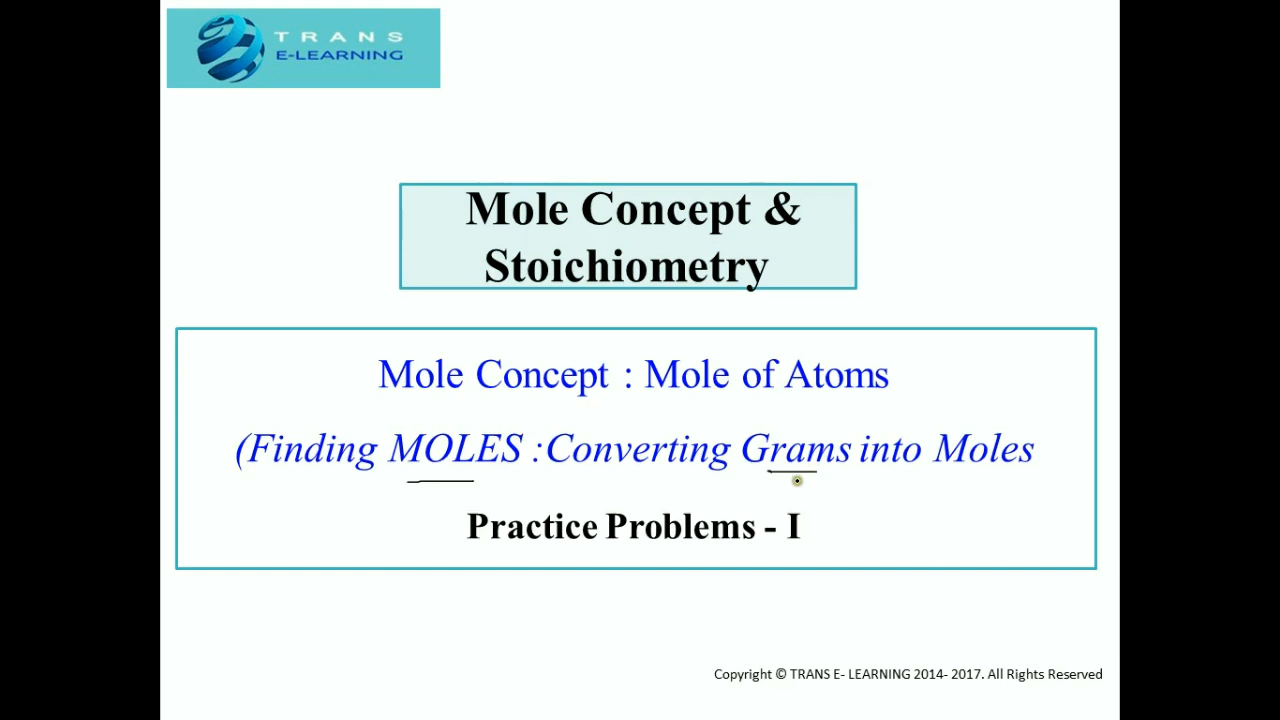 TRANS
E-LEARNING
Mole Concept &
Stoichiometry
Mole Concept : Mole of Atoms
(Finding MOLES :Converting Grams into Moles
Practice Problems - I
Copyright © TRANS E- LEARNING 2014- 2017. All Rights Reserved